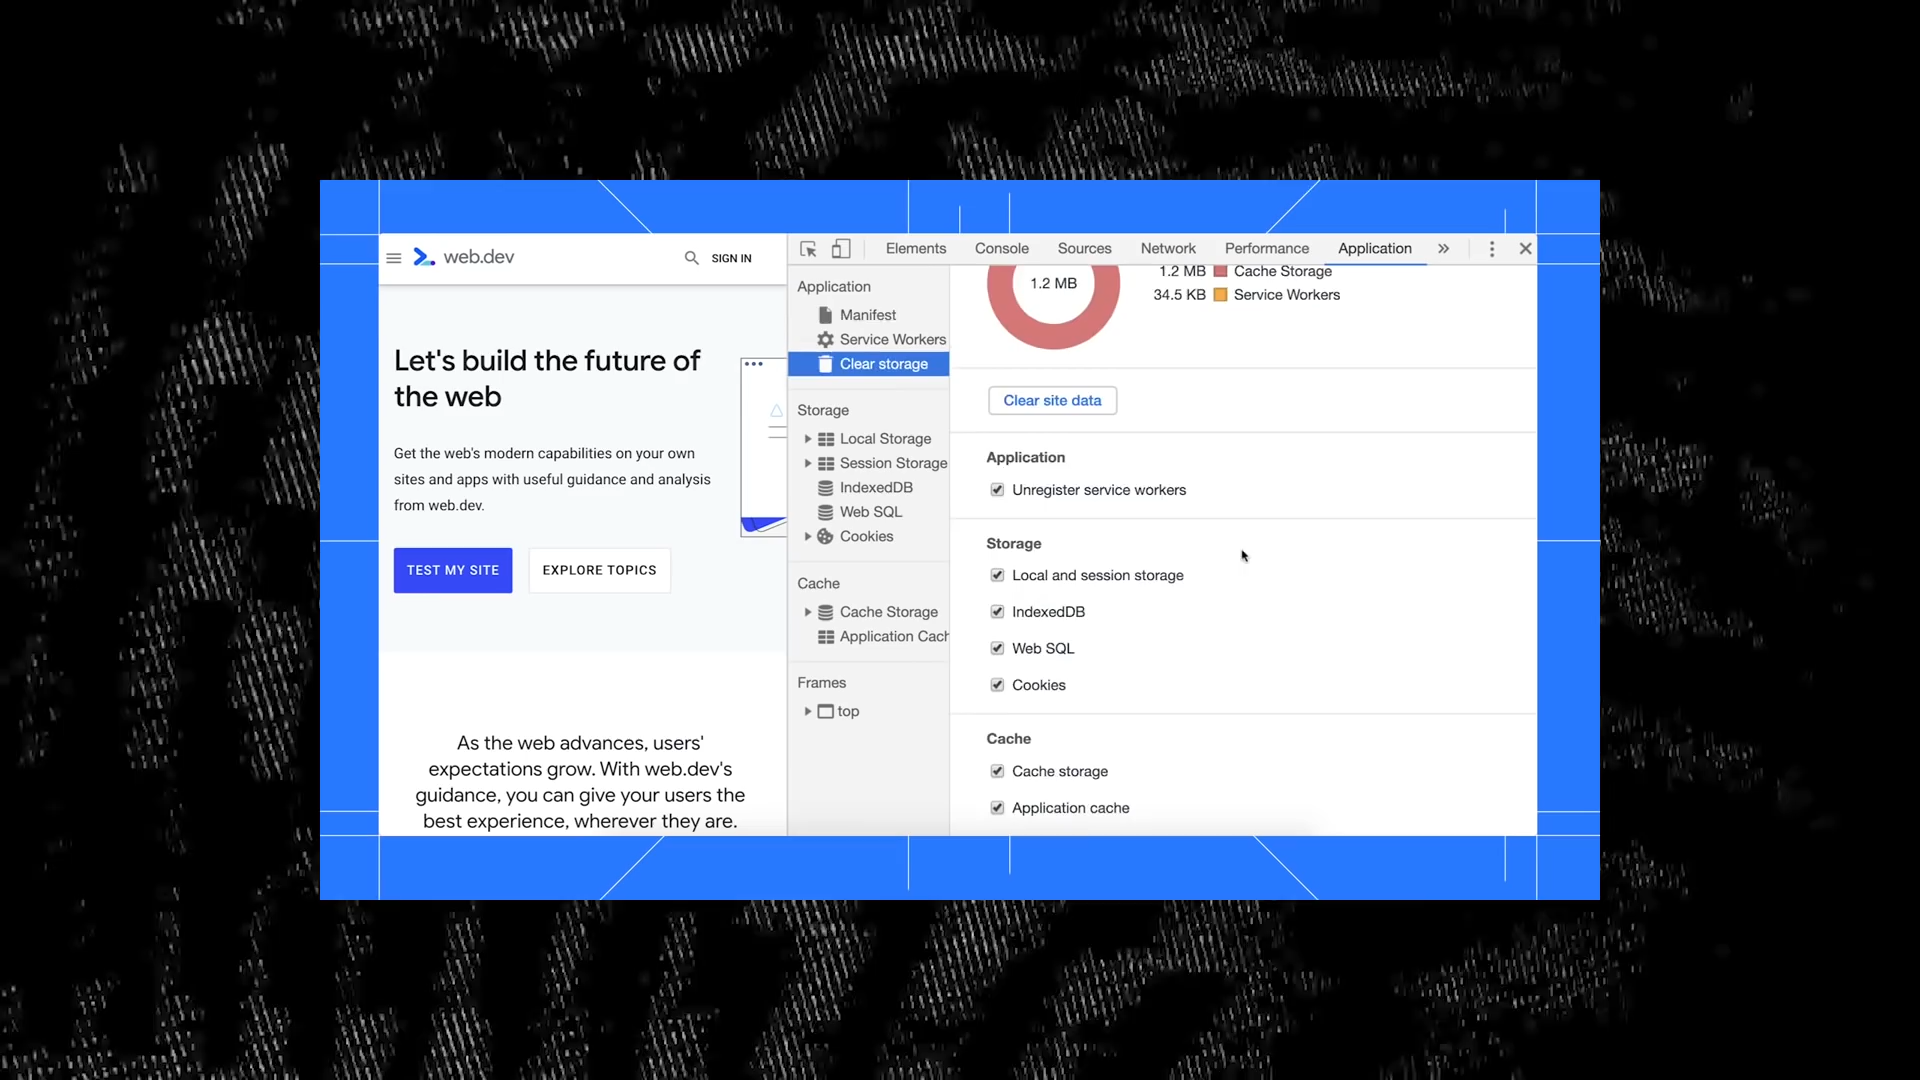 web.dev
SIGN IN
Let's build the future of
the web
Get the web's modern capabilities on your own
sites and apps with useful guidance and analysis
from web.dev.
TEST MY SITE
EXPLORE TOPICS
As the web advances, users'
expectations grow. With web.dev's
guidance, you can give your users the
best experience, wherever they are.
Elements Console Sources Network Performance Application »
Application
Manifest
Service Workers
Clear storage
Storage
Local Storage
Session Storage
IndexedDB
Web SQL
Cookies
Cache
Cache Storage
Application Cach
Frames
top
1.2 MB
1.2 MB Cache Storage
34.5 KB Service Workers
Clear site data
Application
Unregister service workers
Storage
Local and session storage
IndexedDB
Web SQL
Cookies
Cache
Cache storage
Application cache